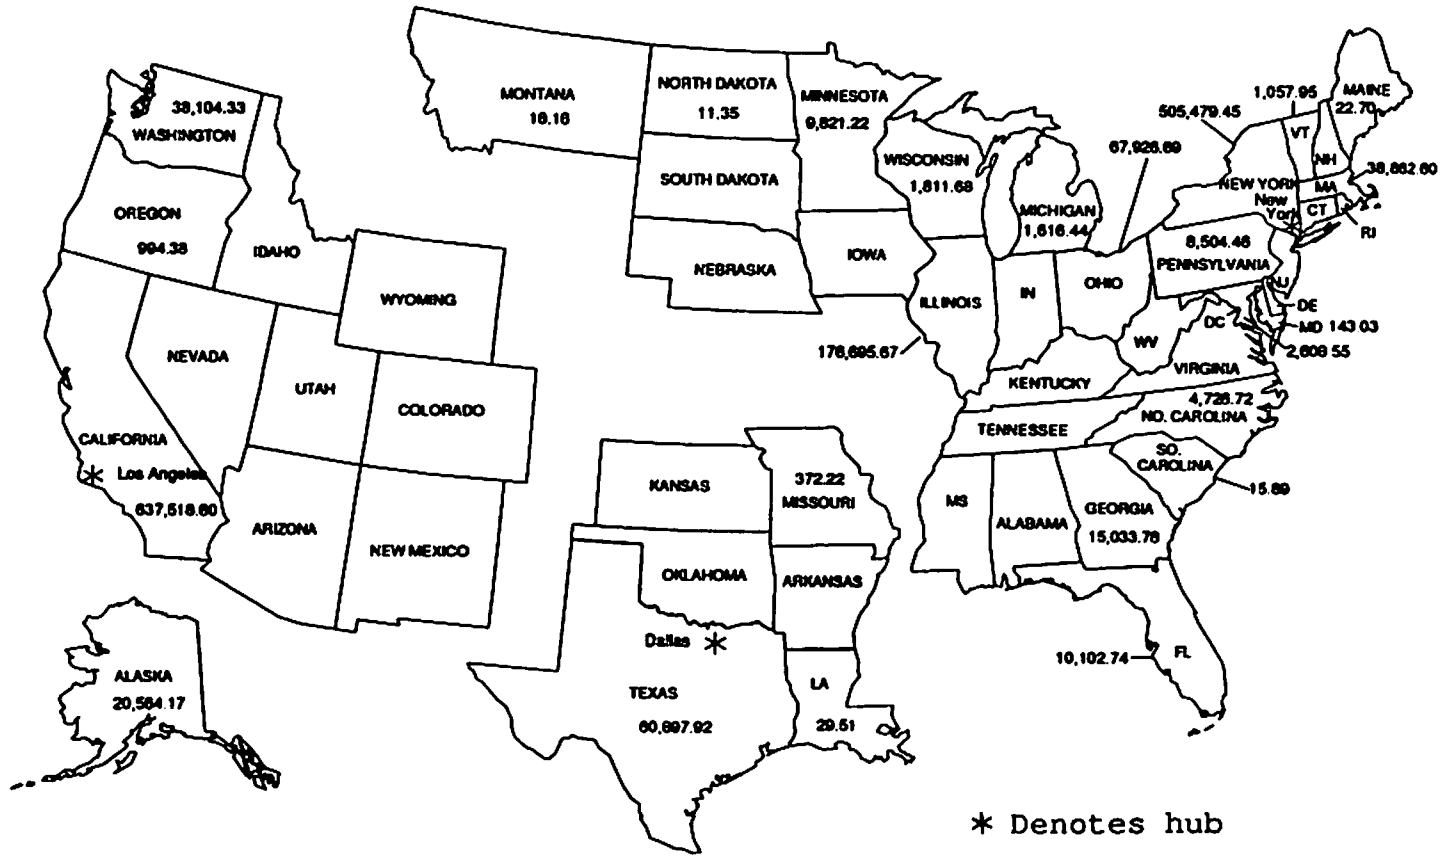 MONTANA
16.16
NORTH DAKOTA
11.35
MINNESOTA
9,821.22
1,057.95
MAINE
22.70
505,479.45
38,104.33
WASHINGTON
67,926.69
VT
NH
WISCONSIN
1,811.68
38,862.60
SOUTH DAKOTA
NEW YORK
MA
New
York
CT
RI
OREGON
994.38
MICHIGAN
1,616.44
IDAHO
IOWA
8,504.46
PENNSYLVANIA
NEBRASKA
WYOMING
ILLINOIS
IN
OHIO
NJ
DE
DC
MD 143.03
2,608.55
NEVADA
176,695.67
WV
VIRGINIA
UTAH
KENTUCKY
COLORADO
4,726.72
NO. CAROLINA
CALIFORNIA
TENNESSEE
SO.
CAROLINA
Los Angeles
637,518.60
KANSAS
372.22
MISSOURI
15.89
MS
ALABAMA
GEORGIA
15,033.78
ARIZONA
NEW MEXICO
OKLAHOMA
ARKANSAS
Dallas
10,102.74
FL
ALASKA
20,564.17
TEXAS
60,697.92
LA
29.51
* Denotes hub